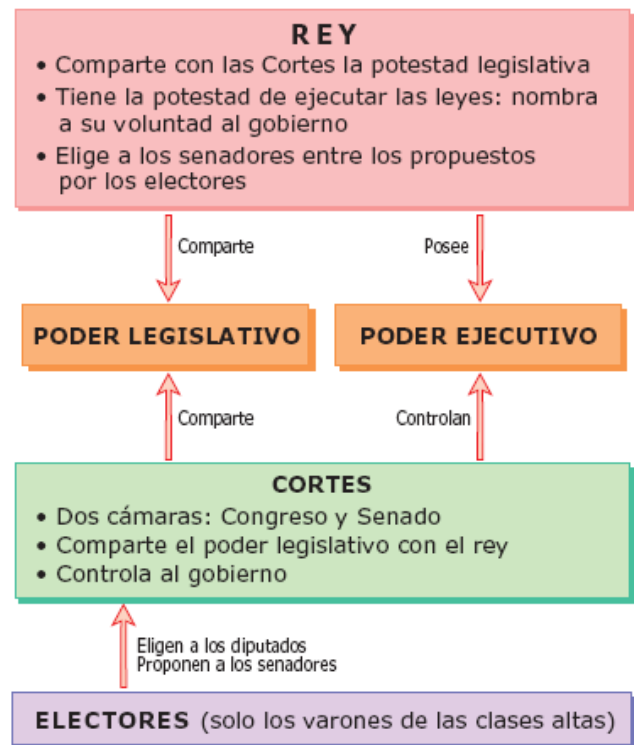 REY
• Comparte con las Cortes la potestad legislativa
• Tiene la potestad de ejecutar las leyes: nombra
a su voluntad al gobierno
• Elige a los senadores entre los propuestos
por los electores
Comparte
Posee
PODER LEGISLATIVO
PODER EJECUTIVO
Comparte
Controlan
CORTES
• Dos cámaras: Congreso y Senado
• Comparte el poder legislativo con el rey
• Controla al gobierno
Eligen a los diputados
Proponen a los senadores
ELECTORES (solo los varones de las clases altas)